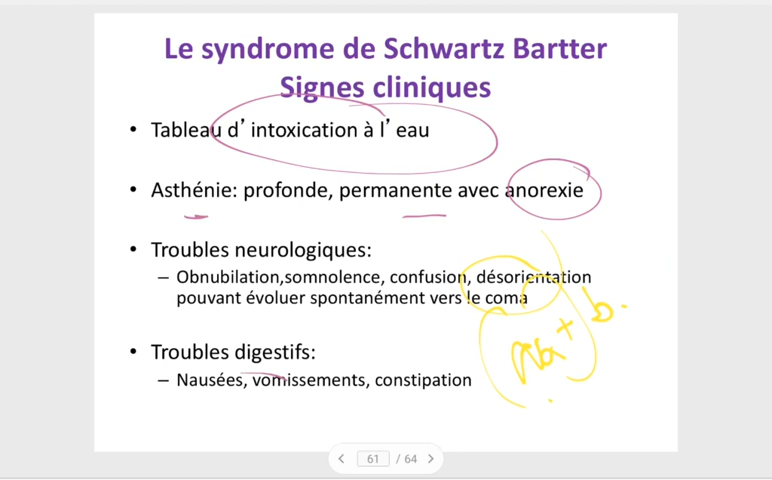 Le syndrome de Schwartz Bartter
Signes cliniques
• Tableau d’intoxication à l’eau
• Asthénie: profonde, permanente avec anorexie
• Troubles neurologiques:
– Obnubilation,somnolence, confusion, désorientation
pouvant évoluer spontanément vers le coma
Na+ b.
• Troubles digestifs:
– Nausées, vomissements, constipation
61 / 64